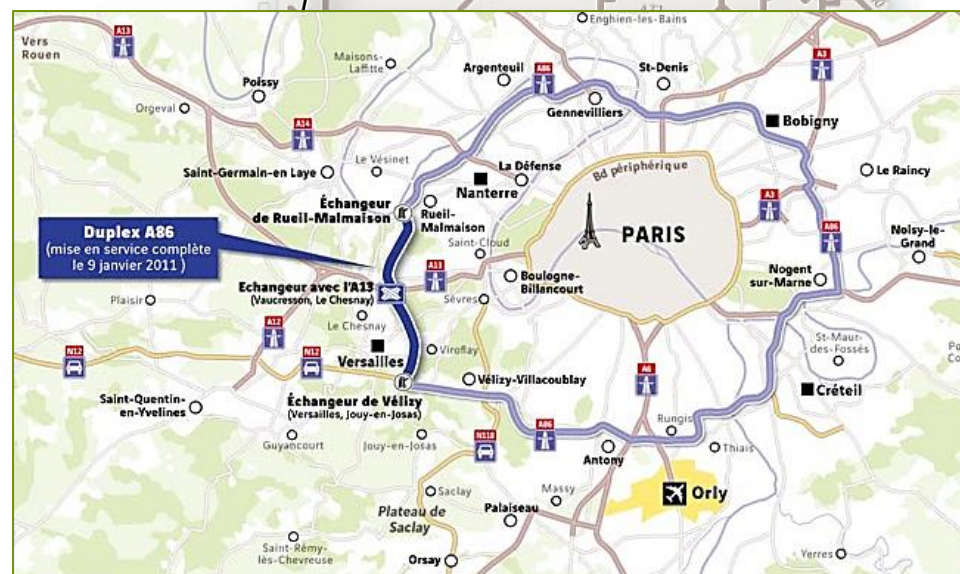 Enghien-les-Bains
A13
Vers
Rouen
A3
Maisons-
Laffitte
Argenteuil
A86
St-Denis
Poissy
Orgeval
Gennevilliers
Bobigny
A14
Le Vésinet
La Défense
Bd périphérique
Saint-Germain-en Laye
Nanterre
Le Raincy
Échangeur
de Rueil-Malmaison
Rueil-
Malmaison
A3
A86
Noisy-le-
Grand
Duplex A86
(mise en service complète
le 9 janvier 2011 )
Saint-Cloud
PARIS
A13
Nogent
sur-Marne
Echangeur avec l'A13
(Vaucresson, Le Chesnay)
Boulogne-
Billancourt
Plaisir
Sèvres
Le Chesnay
A12
St-Maur-
des-Fossés
N12
N12
Versailles
Viroflay
A6
Vélizy-Villacoublay
Créteil
Saint-Quentin-
en-Yvelines
Échangeur de Vélizy
(Versailles, Jouy-en-Josas)
Rungis
Guyancourt
Jouy-en-Josas
N118
A86
Antony
Thiais
Saclay
Massy
Orly
Plateau de
Saclay
Palaiseau
Saint-Rémy-
lès-Chevreuse
Orsay
Yerres